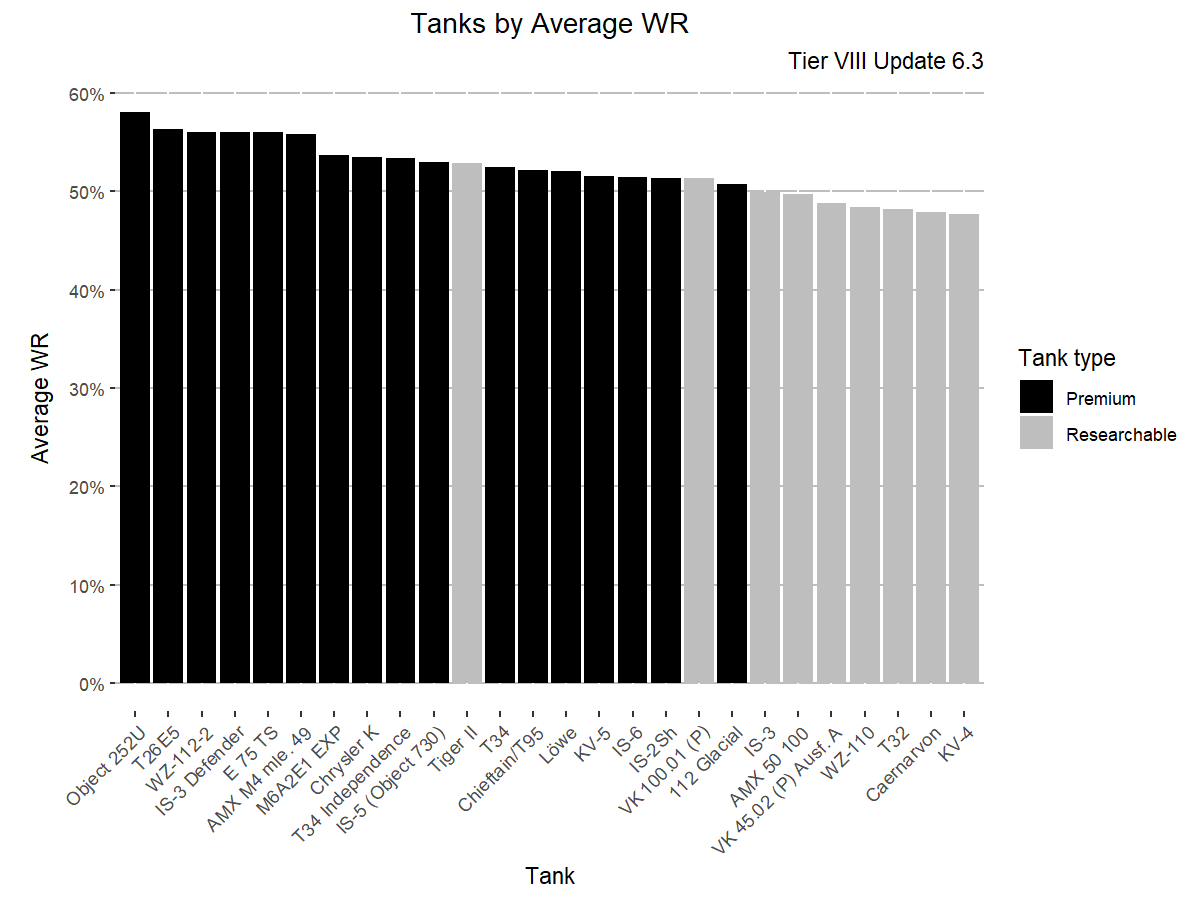 Tanks by Average WR
Tier VIII Update 6.3
60%
50%
40%
30%
20%
10%
0%
Average WR
Object 252U
T26E5
WZ-112-2
IS-3 Defender
E 75 TS
AMX M4 mle. 49
M6A2E1 EXP
Chrysler K
T34 Independence
IS-5 (Object 730)
Tiger II
T34
Chieftain/T95
Löwe
KV-5
IS-6
IS-2Sh
VK 100.01 (P)
112 Glacial
IS-3
AMX 50 100
VK 45.02 (P) Ausf. A
WZ-110
T32
Caernarvon
KV-4
Tank
Tank type
Premium
Researchable